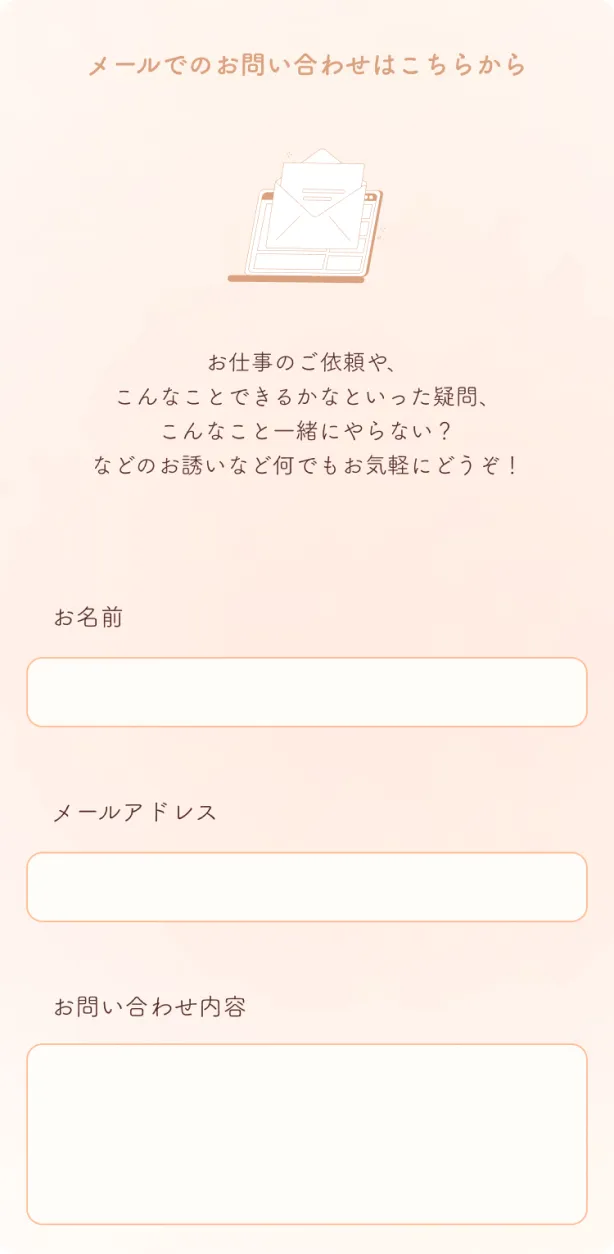 メールでのお問い合わせはこちらから
お仕事のご依頼や、
こんなことできるかなといった疑問、
こんなこと一緒にやらない？
などのお誘いなど何でもお気軽にどうぞ！
お名前
メールアドレス
お問い合わせ内容